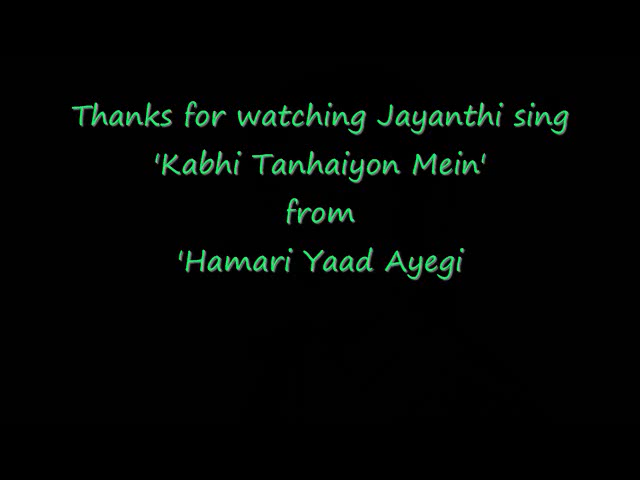 Thanks for watching Jayanthi sing
'Kabhi Tanhaiyon Mein'
from
'Hamari Yaad Ayegi